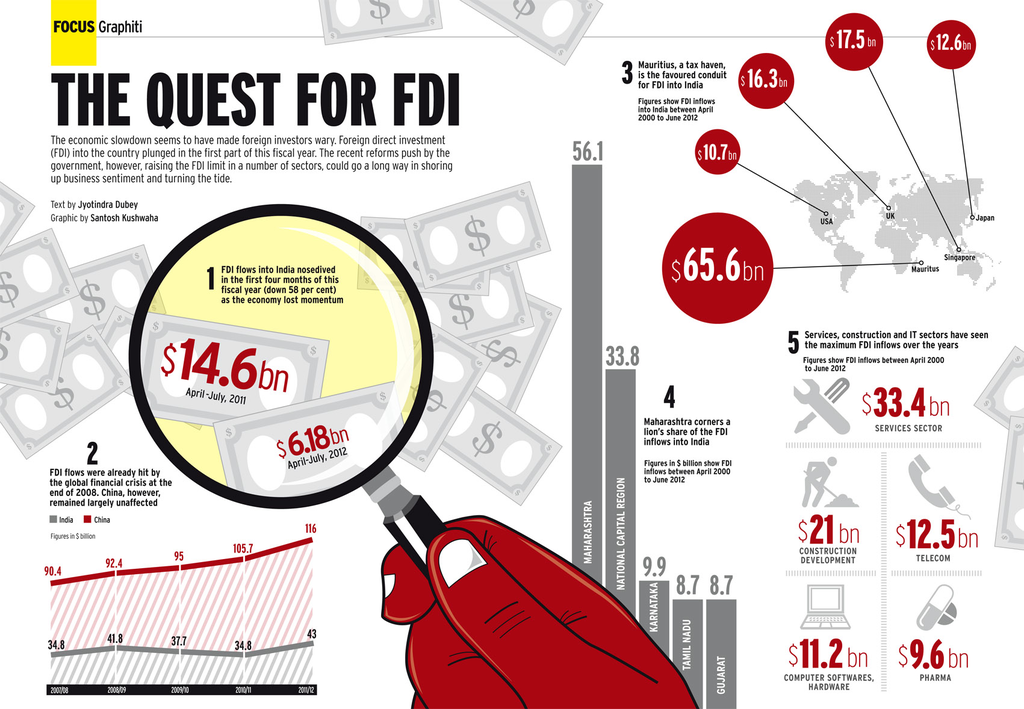 FOCUS Graphiti
THE QUEST FOR FDI
The economic slowdown seems to have made foreign investors wary. Foreign direct investment
(FDI) into the country plunged in the first part of this fiscal year. The recent reforms push by the
government, however, raising the FDI limit in a number of sectors, could go a long way in shoring
up business sentiment and turning the tide.
Text by Jyotindra Dubey
Graphic by Santosh Kushwaha
1
FDI flows into India nosedived
in the first four months of this
fiscal year (down 58 per cent)
as the economy lost momentum
$14.6bn
April-July, 2011
$6.18bn
April-July, 2012
2
FDI flows were already hit by
the global financial crisis at the
end of 2008. China, however,
remained largely unaffected
India China
Figures in $ billion
90.4 92.4 95 105.7 116
34.8 41.8 37.7 34.8 43
2007/08 2008/09 2009/10 2010/11 2011/12
3
Mauritius, a tax haven,
is the favoured conduit
for FDI into India
Figures show FDI inflows
into India between April
2000 to June 2012
$10.7bn
$16.3bn
$17.5bn
$12.6bn
$65.6bn
USA
UK
Japan
Singapore
Mauritus
4
Maharashtra corners a
lion's share of the FDI
inflows into India
Figures in $ billion show FDI
inflows between April 2000
to June 2012
56.1
MAHARASHTRA
33.8
NATIONAL CAPITAL REGION
9.9
KARNATAKA
8.7
TAMIL NADU
8.7
GUJARAT
5
Services, construction and IT sectors have seen
the maximum FDI inflows over the years
Figures show FDI inflows between April 2000
to June 2012
$33.4bn
SERVICES SECTOR
$21 bn
CONSTRUCTION
DEVELOPMENT
$12.5bn
TELECOM
$11.2 bn
COMPUTER SOFTWARES,
HARDWARE
$9.6bn
PHARMA